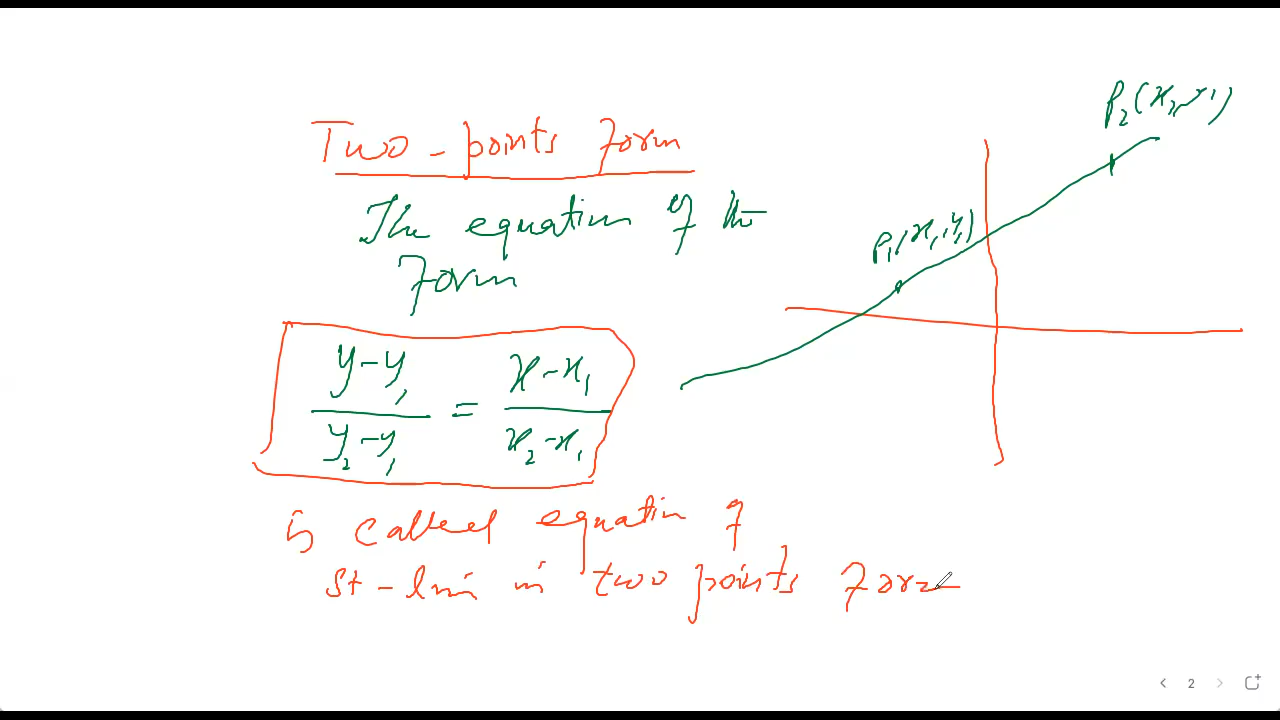 Two-points Form
The equation of the
Form
P₁(x₁,y₁)
P₂(x₂,y₁)
y-y₁ / y₂-y₁ = x-x₁ / x₂-x₁
is called equation of
St-line in two points Form
2